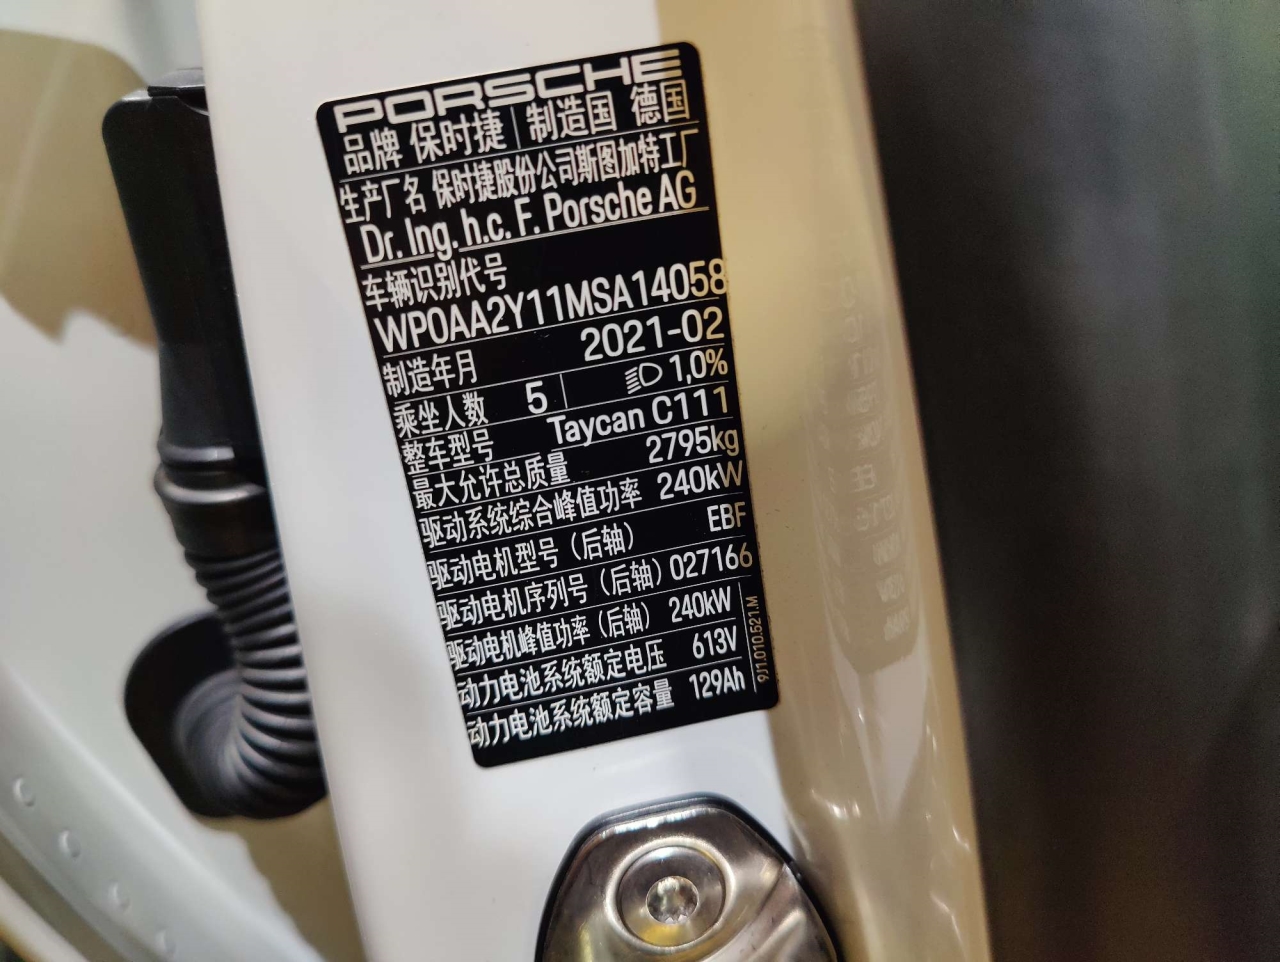 PORSCHE
品牌 保时捷 制造国 德国
生产厂名 保时捷股份公司斯图加特工厂
Dr. Ing. h.c. F. Porsche AG
车辆识别代号
WP0AA2Y11MSA14058
制造年月 2021-02
乘坐人数 5 1,0%
整车型号 Taycan C111
最大允许总质量 2795kg
驱动系统综合峰值功率 240kW
驱动电机型号（后轴） EBF
驱动电机序列号（后轴） 027166
驱动电机峰值功率（后轴） 240kW
动力电池系统额定电压 613V
动力电池系统额定容量 129Ah
9J1.010.521.M